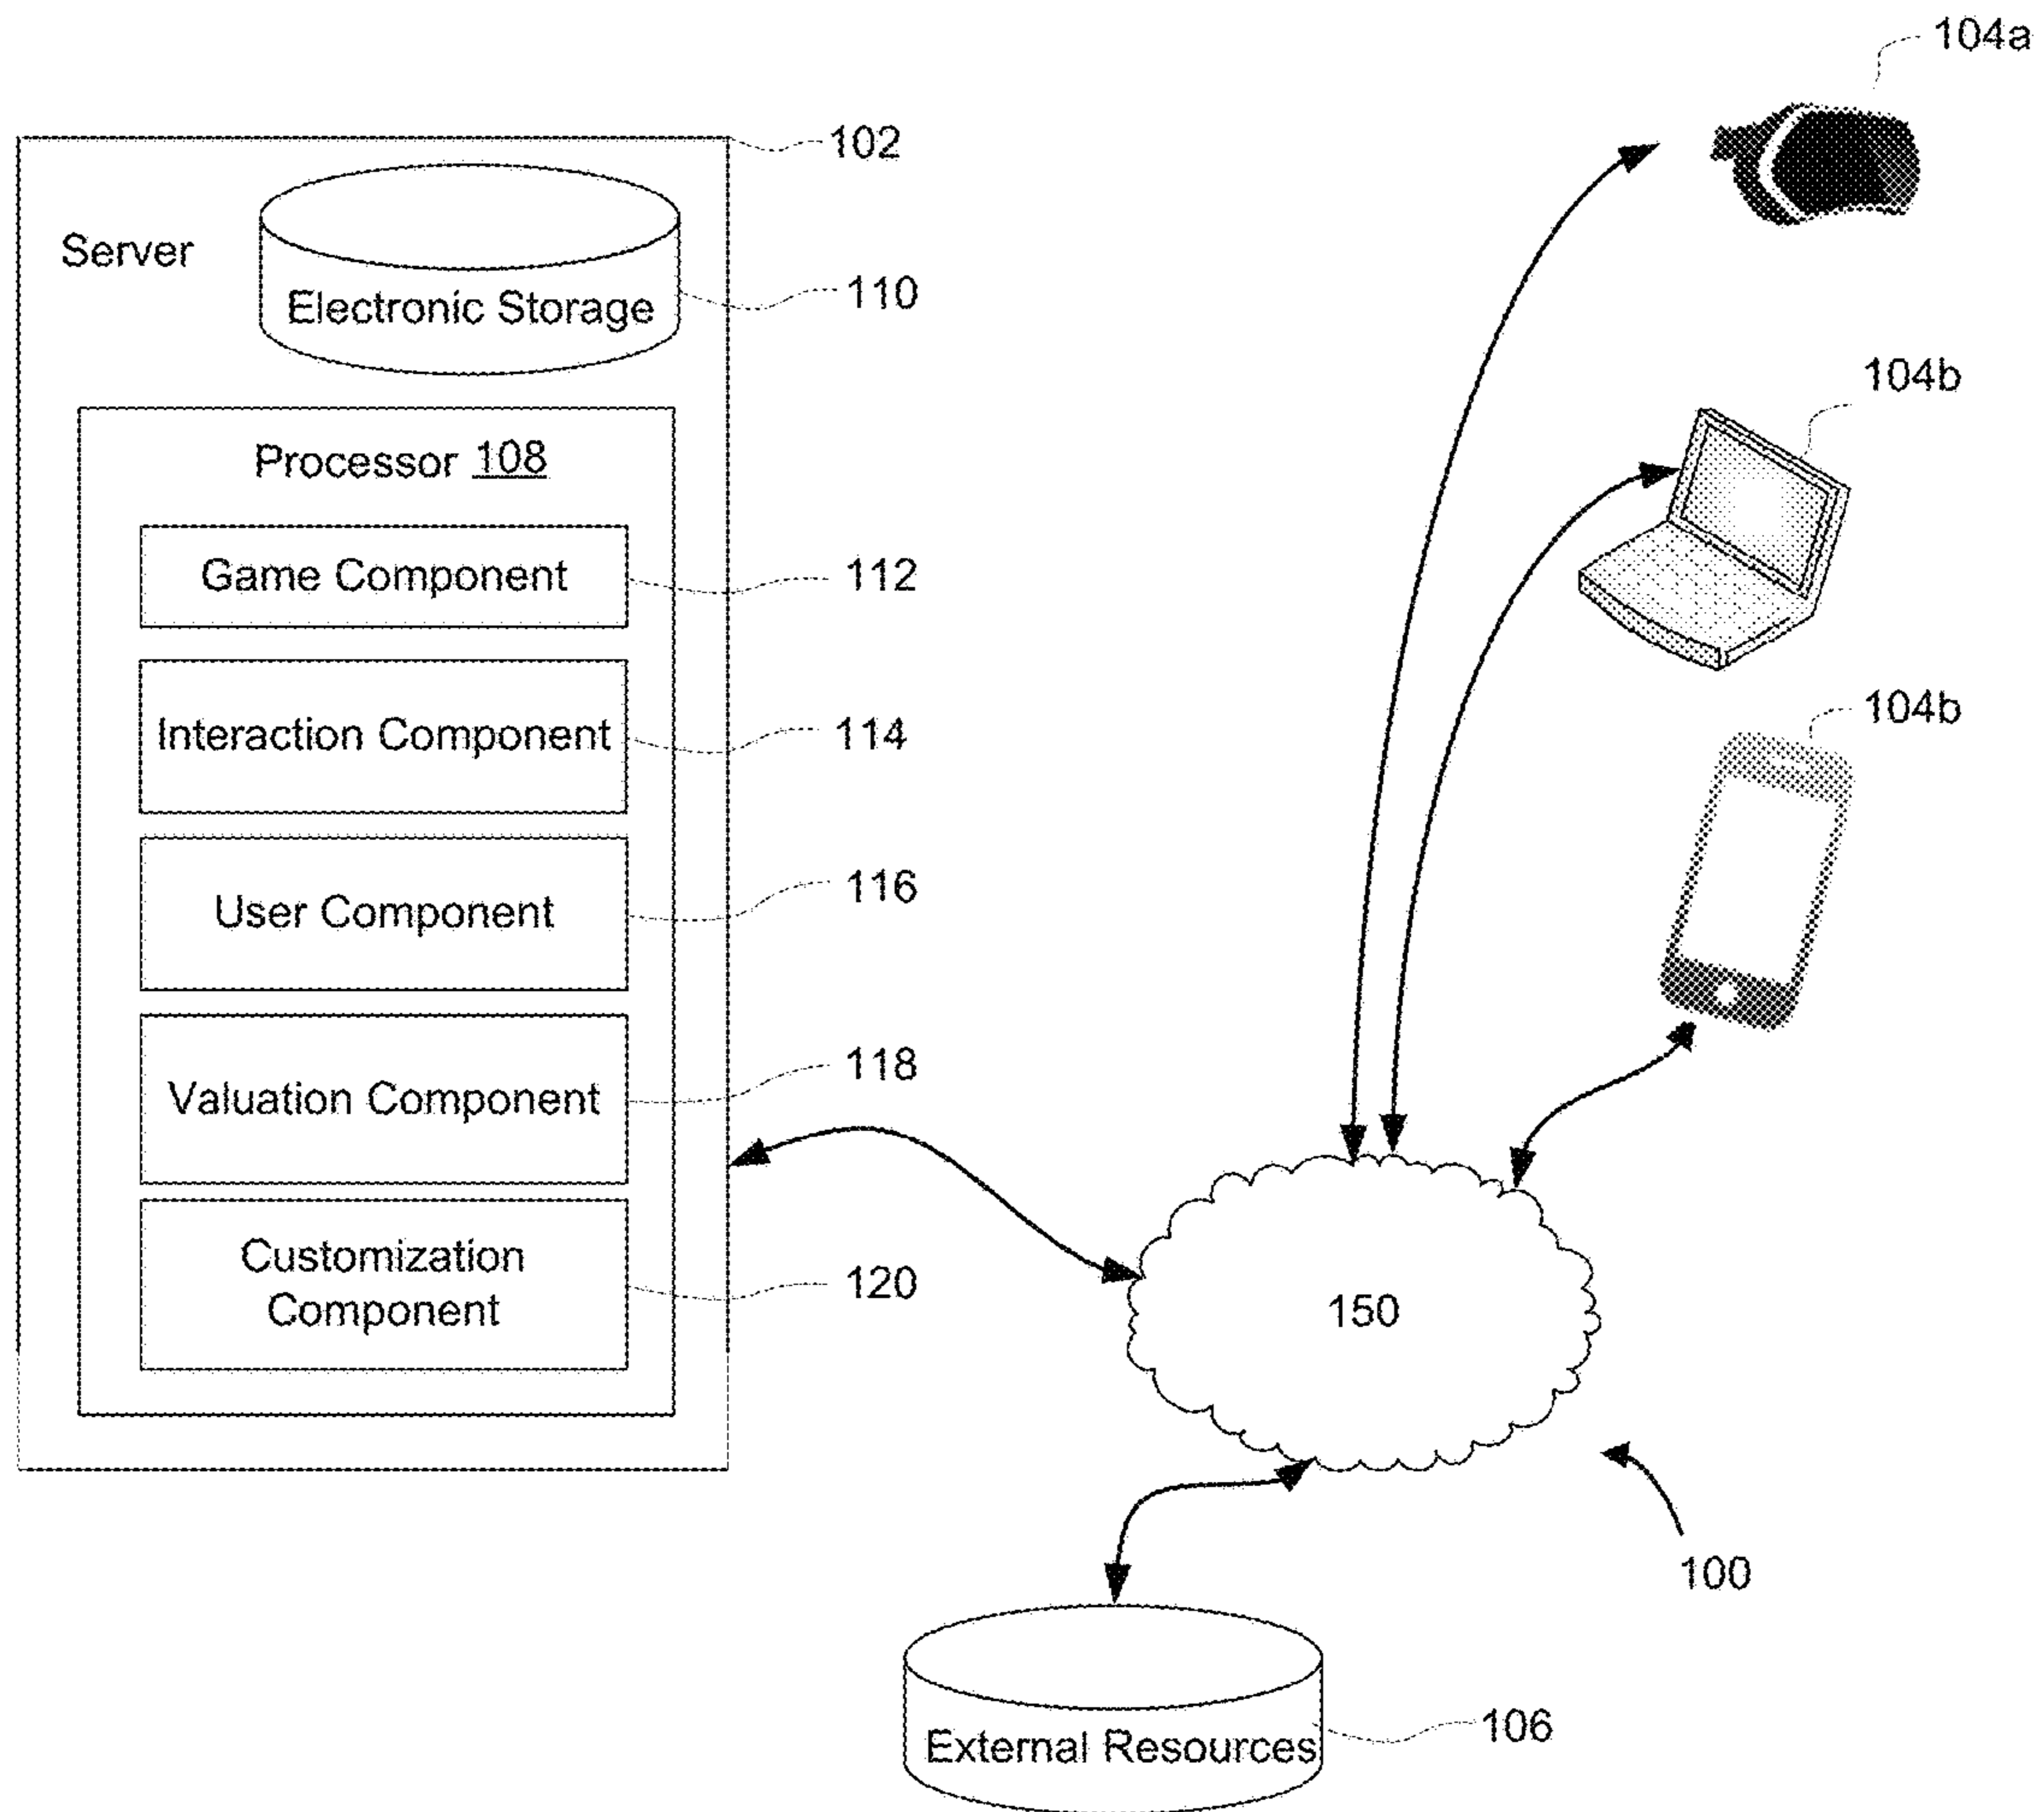 104a
102
Server
Electronic Storage
110
104b
Processor 108
Game Component
112
Interaction Component
114
104b
User Component
116
Valuation Component
118
Customization
Component
120
150
100
External Resources
106